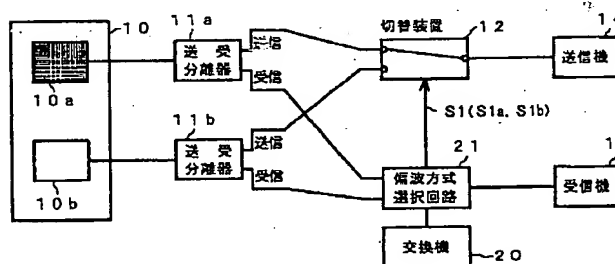 10
11a
切替装置
12
1
送 受
分離器
送信
受信
送信機
10a
S1(S1a, S1b)
11b
21
1
送 受
分離器
送信
受信
偏波方式
選択回路
受信機
10b
交換機
20